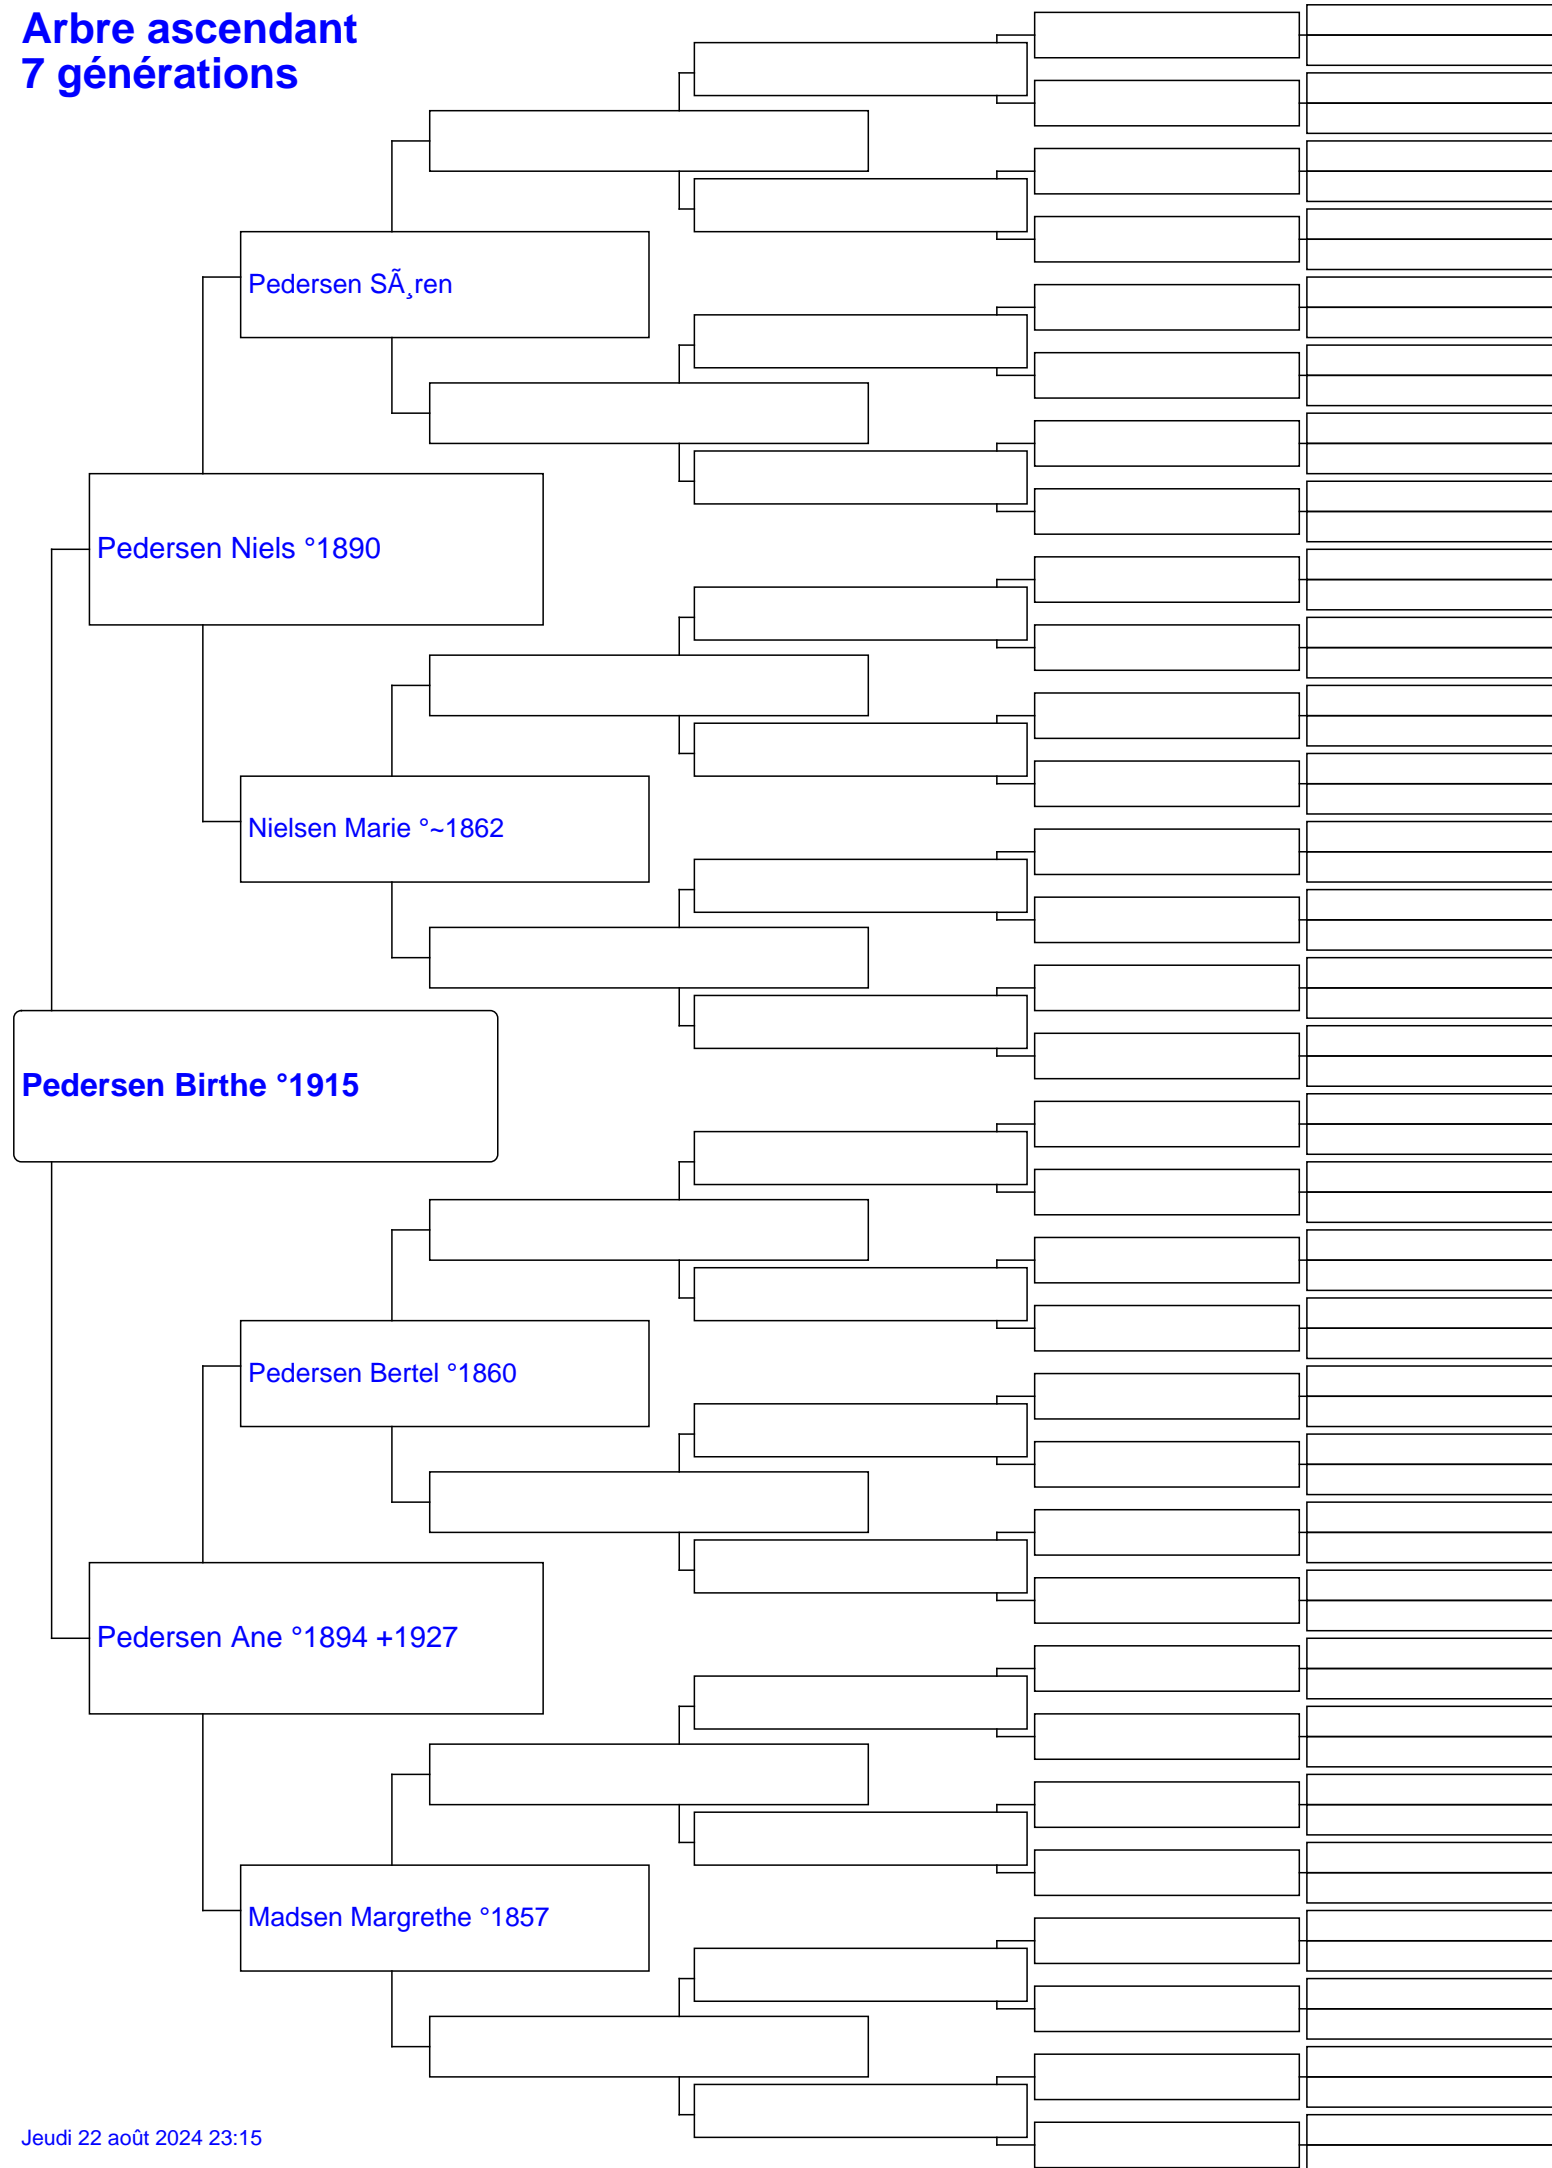 Arbre ascendant
7 générations
Pedersen SÃ¸ren
Pedersen Niels °1890
Nielsen Marie °~1862
Pedersen Birthe °1915
Pedersen Bertel °1860
Pedersen Ane °1894 +1927
Madsen Margrethe °1857
Jeudi 22 août 2024 23:15